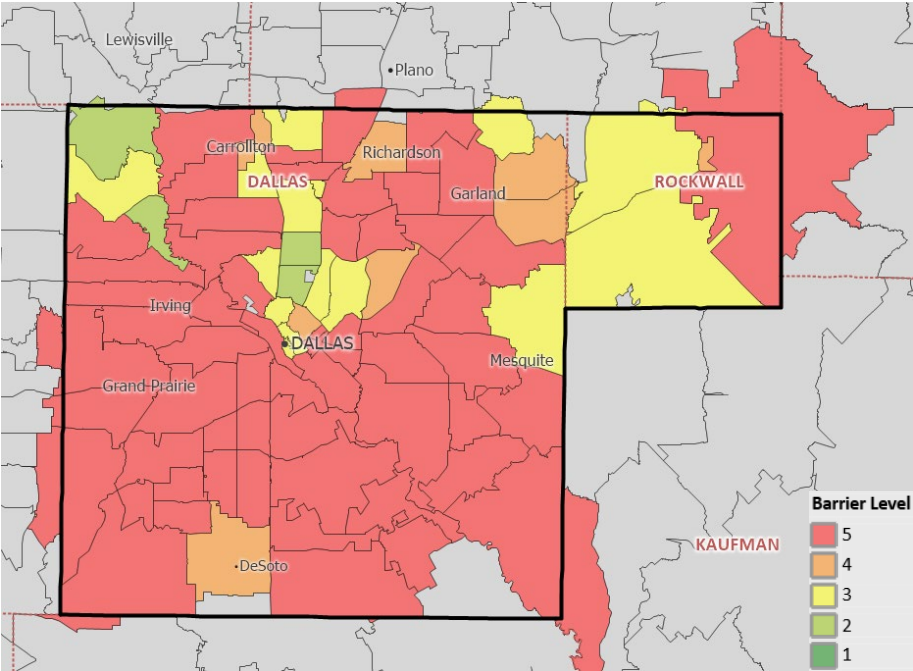 Lewisville
Plano
Carrollton
Richardson
DALLAS
ROCKWALL
Garland
Irving
DALLAS
Mesquite
Grand Prairie
Barrier Level
5
4
KAUFMAN
3
DeSoto
2
1